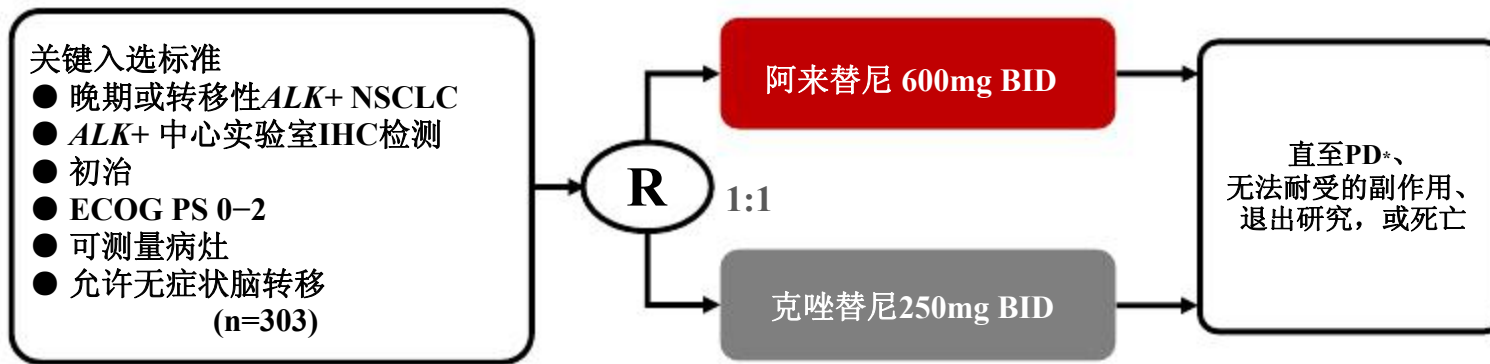 关键入选标准
● 晚期或转移性ALK+ NSCLC
● ALK+ 中心实验室IHC检测
● 初治
● ECOG PS 0−2
● 可测量病灶
● 允许无症状脑转移
(n=303)
R
1:1
阿来替尼 600mg BID
克唑替尼250mg BID
直至PD*、
无法耐受的副作用、
退出研究，或死亡